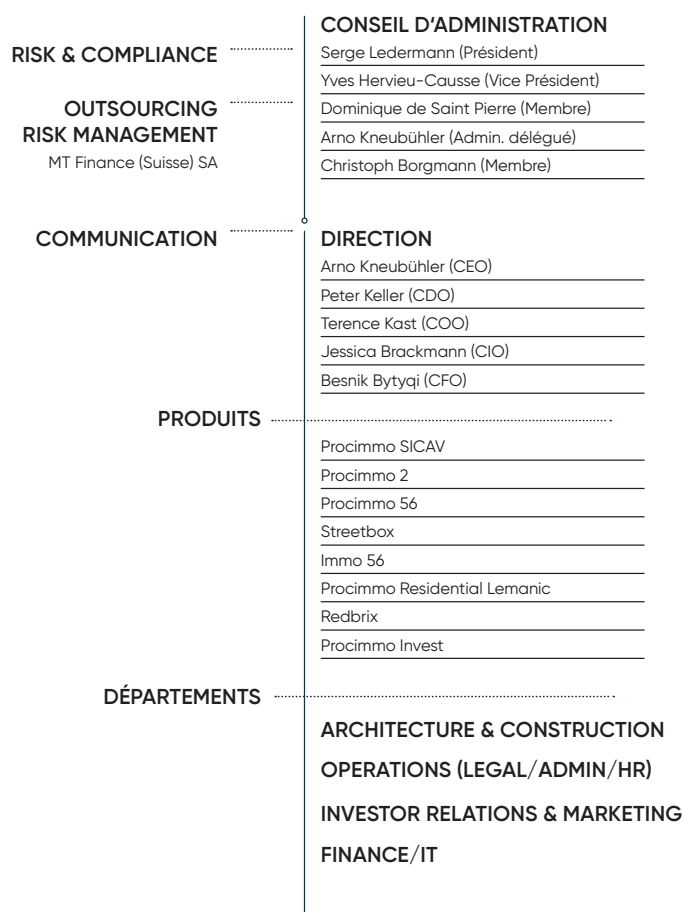 RISK & COMPLIANCE
OUTSOURCING
RISK MANAGEMENT
MT Finance (Suisse) SA
CONSEIL D'ADMINISTRATION
Serge Ledermann (Président)
Yves Hervieu-Causse (Vice Président)
Dominique de Saint Pierre (Membre)
Arno Kneubühler (Admin. délégué)
Christoph Borgmann (Membre)
COMMUNICATION
DIRECTION
Arno Kneubühler (CEO)
Peter Keller (CDO)
Terence Kast (COO)
Jessica Brackmann (CIO)
Besnik Bytyqi (CFO)
PRODUITS
Procimmo SICAV
Procimmo 2
Procimmo 56
Streetbox
Immo 56
Procimmo Residential Lemanic
Redbrix
Procimmo Invest
DÉPARTEMENTS
ARCHITECTURE & CONSTRUCTION
OPERATIONS (LEGAL/ADMIN/HR)
INVESTOR RELATIONS & MARKETING
FINANCE/IT